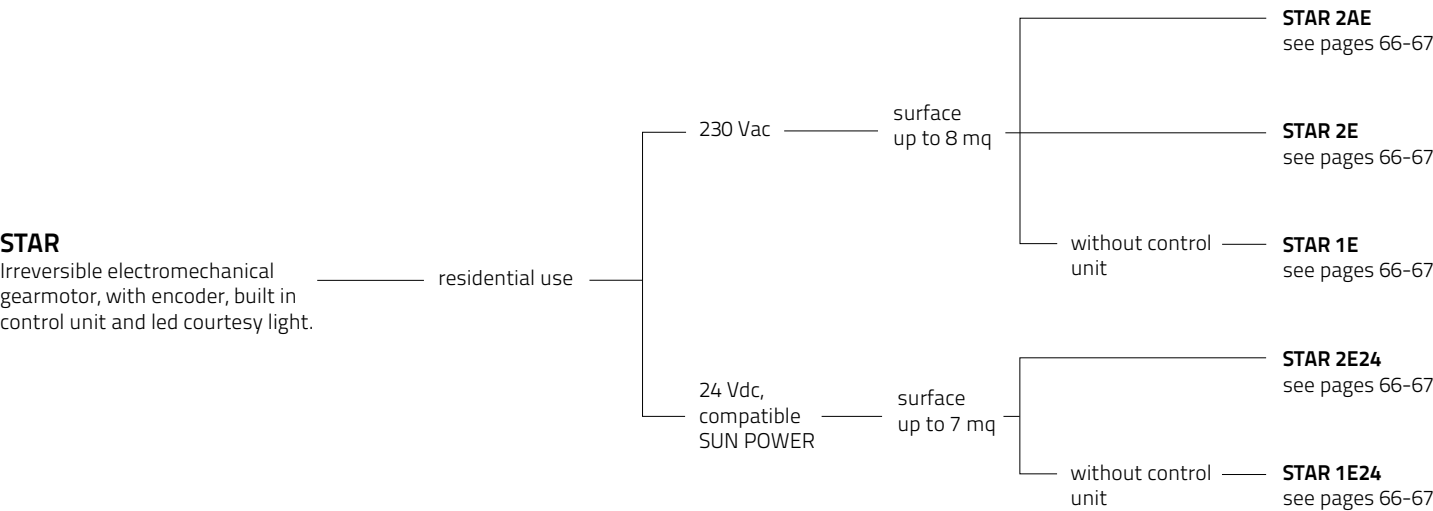 STAR
Irreversible electromechanical
gearmotor, with encoder, built in
control unit and led courtesy light.
residential use
230 Vac
surface
up to 8 mq
STAR 2AE
see pages 66-67
STAR 2E
see pages 66-67
without control
unit
STAR 1E
see pages 66-67
24 Vdc,
compatible
SUN POWER
surface
up to 7 mq
STAR 2E24
see pages 66-67
without control
unit
STAR 1E24
see pages 66-67